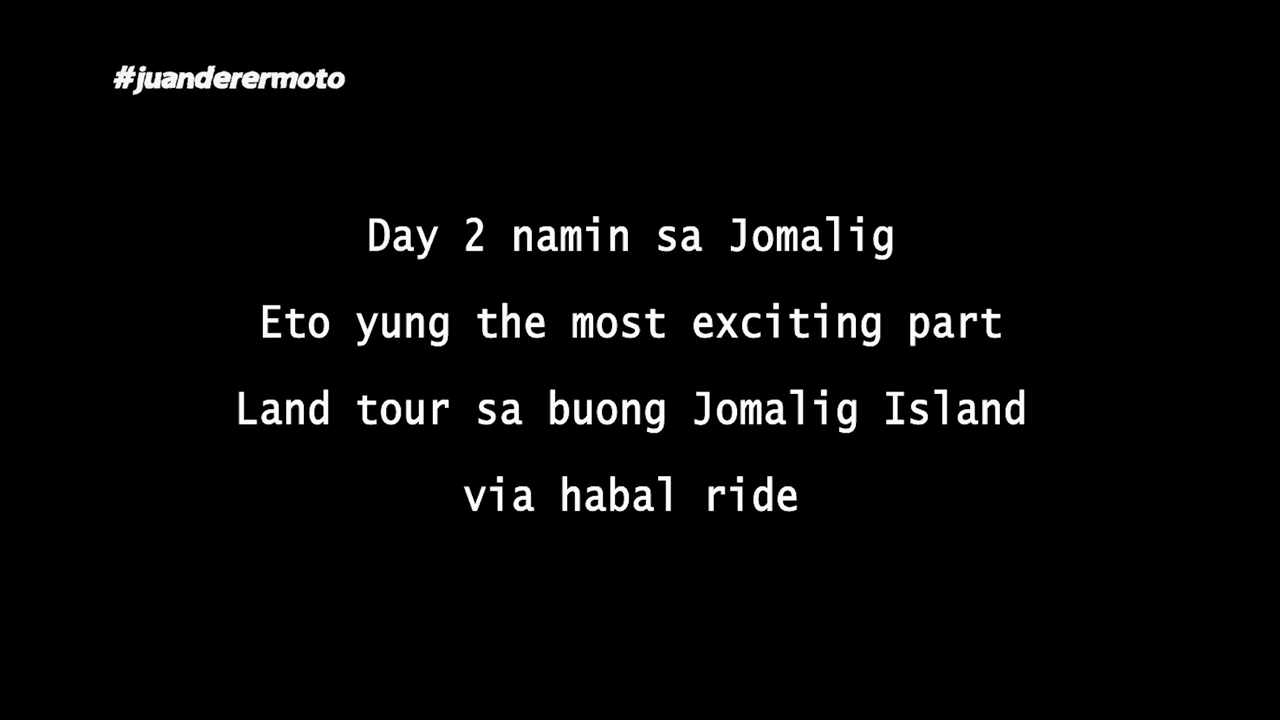 #juanderermoto
Day 2 namin sa Jomalig
Eto yung the most exciting part
Land tour sa buong Jomalig Island
via habal ride